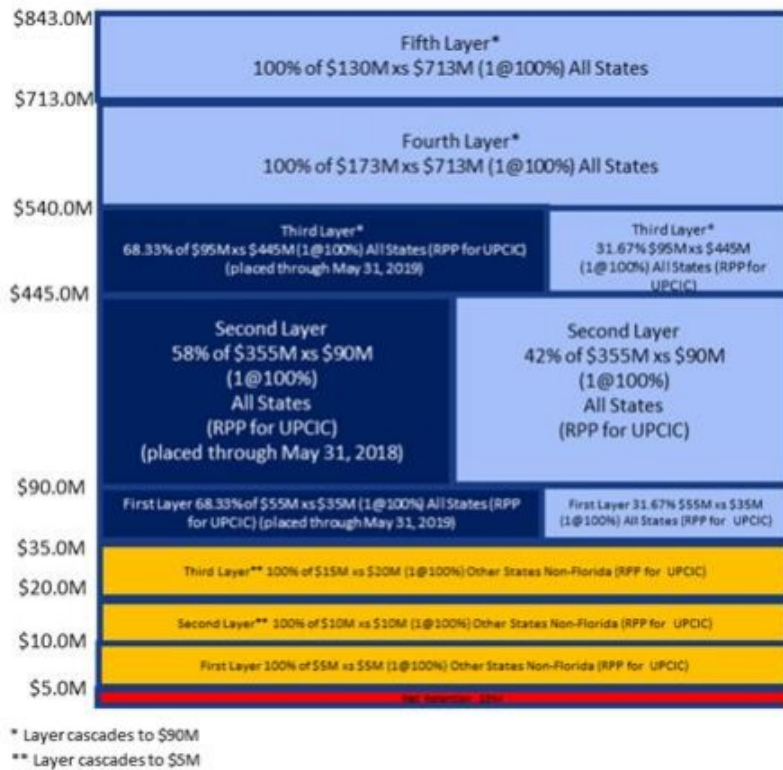 $843.0M
Fifth Layer*
100% of $130M xs $713M (1@100%) All States
$713.0M
Fourth Layer*
100% of $173M xs $713M (1@100%) All States
$540.0M
Third Layer*
68.33% of $95M xs $445M (1@100%) All States (RPP for UPCIC)
(placed through May 31, 2019)
Third Layer*
31.67% $95M xs $445M
(1@100%) All States (RPP for
UPCIC)
$445.0M
Second Layer
58% of $355M xs $90M
(1@100%)
All States
(RPP for UPCIC)
(placed through May 31, 2018)
Second Layer
42% of $355M xs $90M
(1@100%)
All States
(RPP for UPCIC)
$90.0M
First Layer 68.33% of $55M xs $35M (1@100%) All States (RPP
for UPCIC) (placed through May 31, 2019)
First Layer 31.67% $55M xs $35M
(1@100%) All States (RPP for UPCIC)
$35.0M
Third Layer** 100% of $15M xs $20M (1@100%) Other States Non-Florida (RPP for UPCIC)
$20.0M
Second Layer** 100% of $10M xs $10M (1@100%) Other States Non-Florida (RPP for UPCIC)
$10.0M
First Layer 100% of $5M xs $5M (1@100%) Other States Non-Florida (RPP for UPCIC)
$5.0M
Net Retention
* Layer cascades to $90M
** Layer cascades to $5M